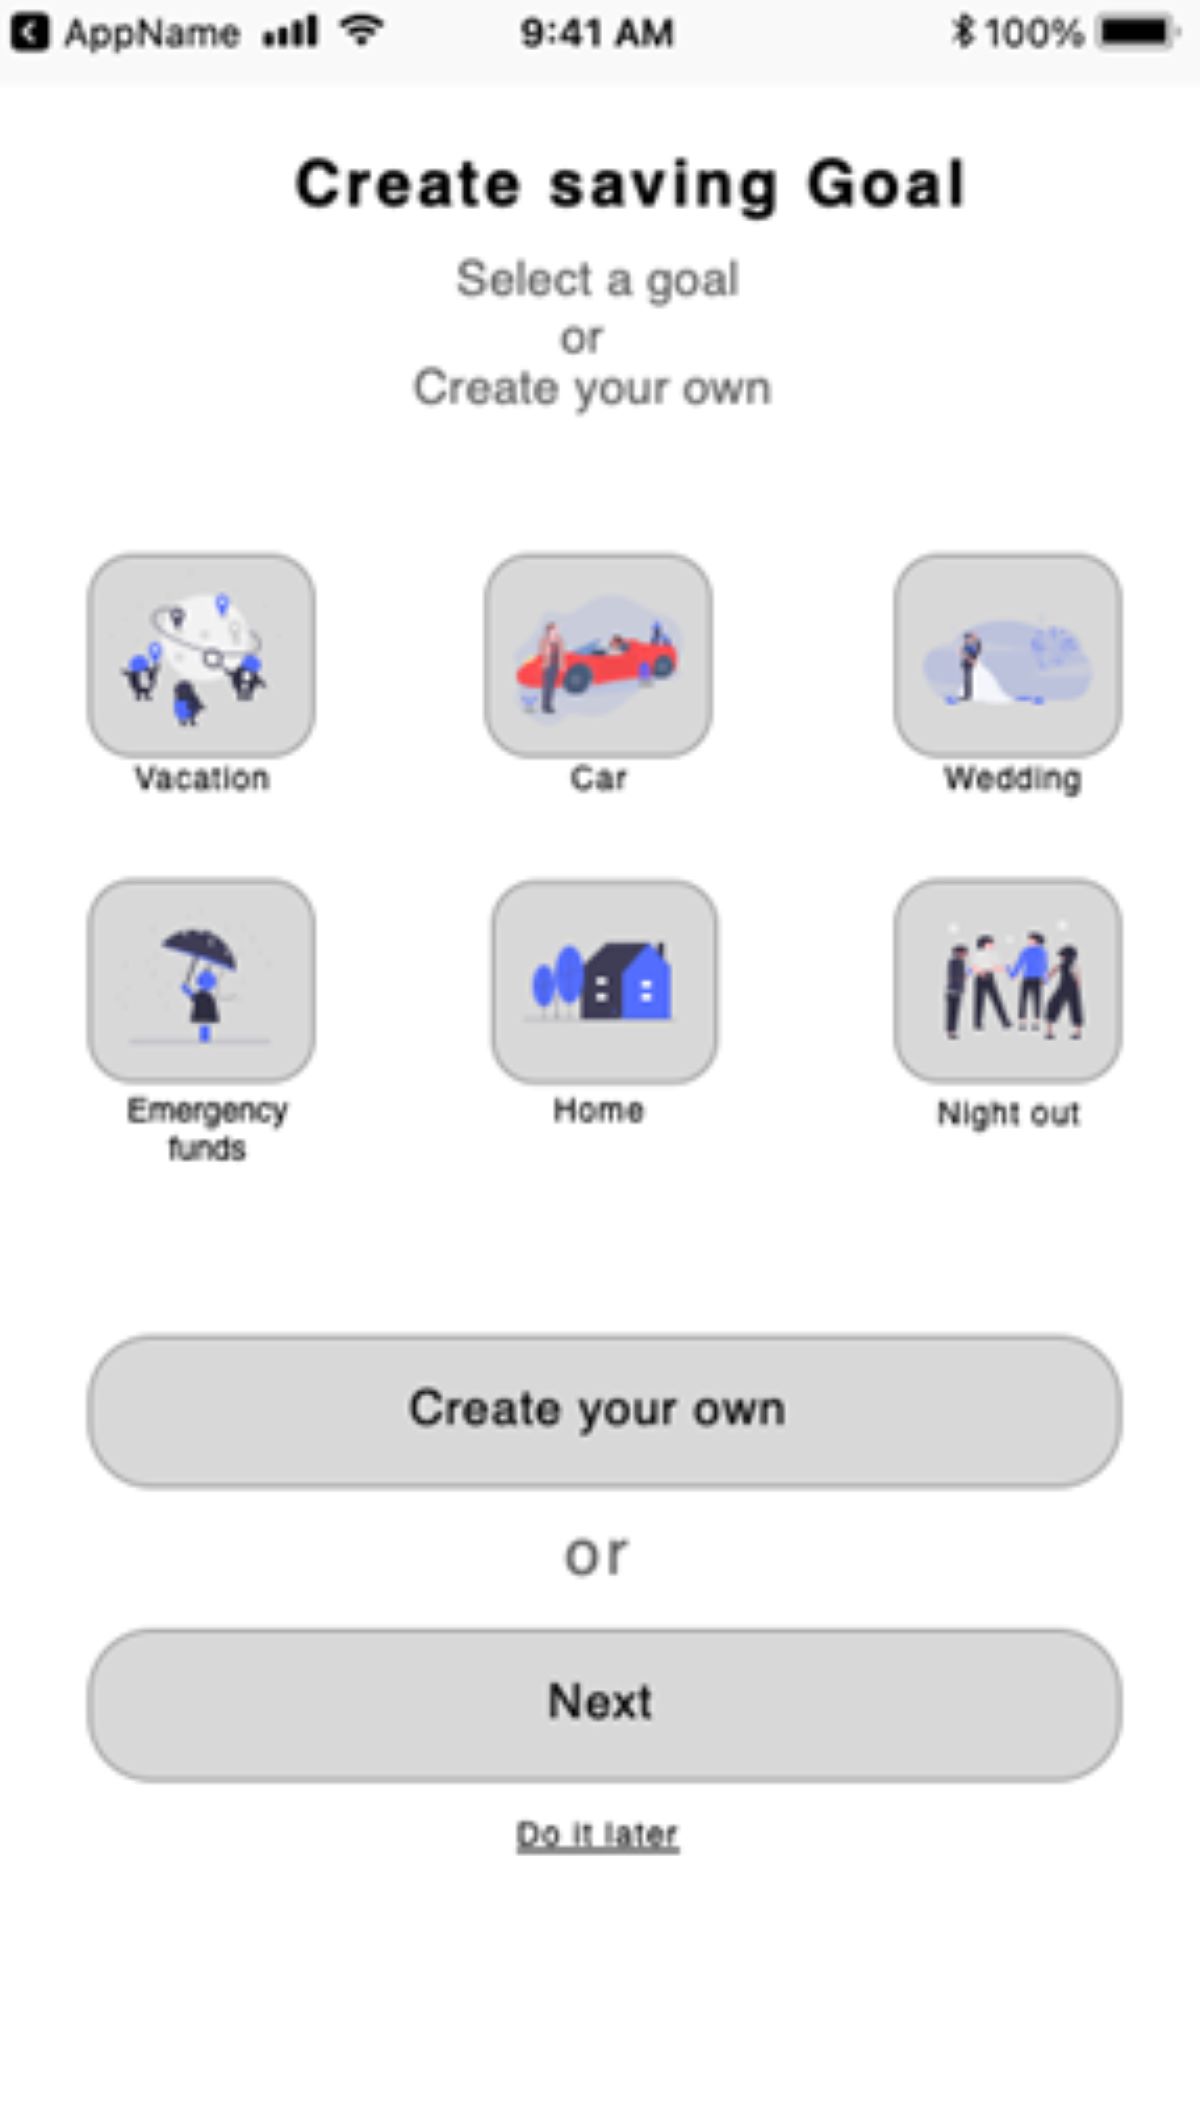 AppName 9:41 AM 100%
Create saving Goal
Select a goal
or
Create your own
Vacation Car Wedding
Emergency
funds
Home Night out
Create your own
or
Next
Do it later